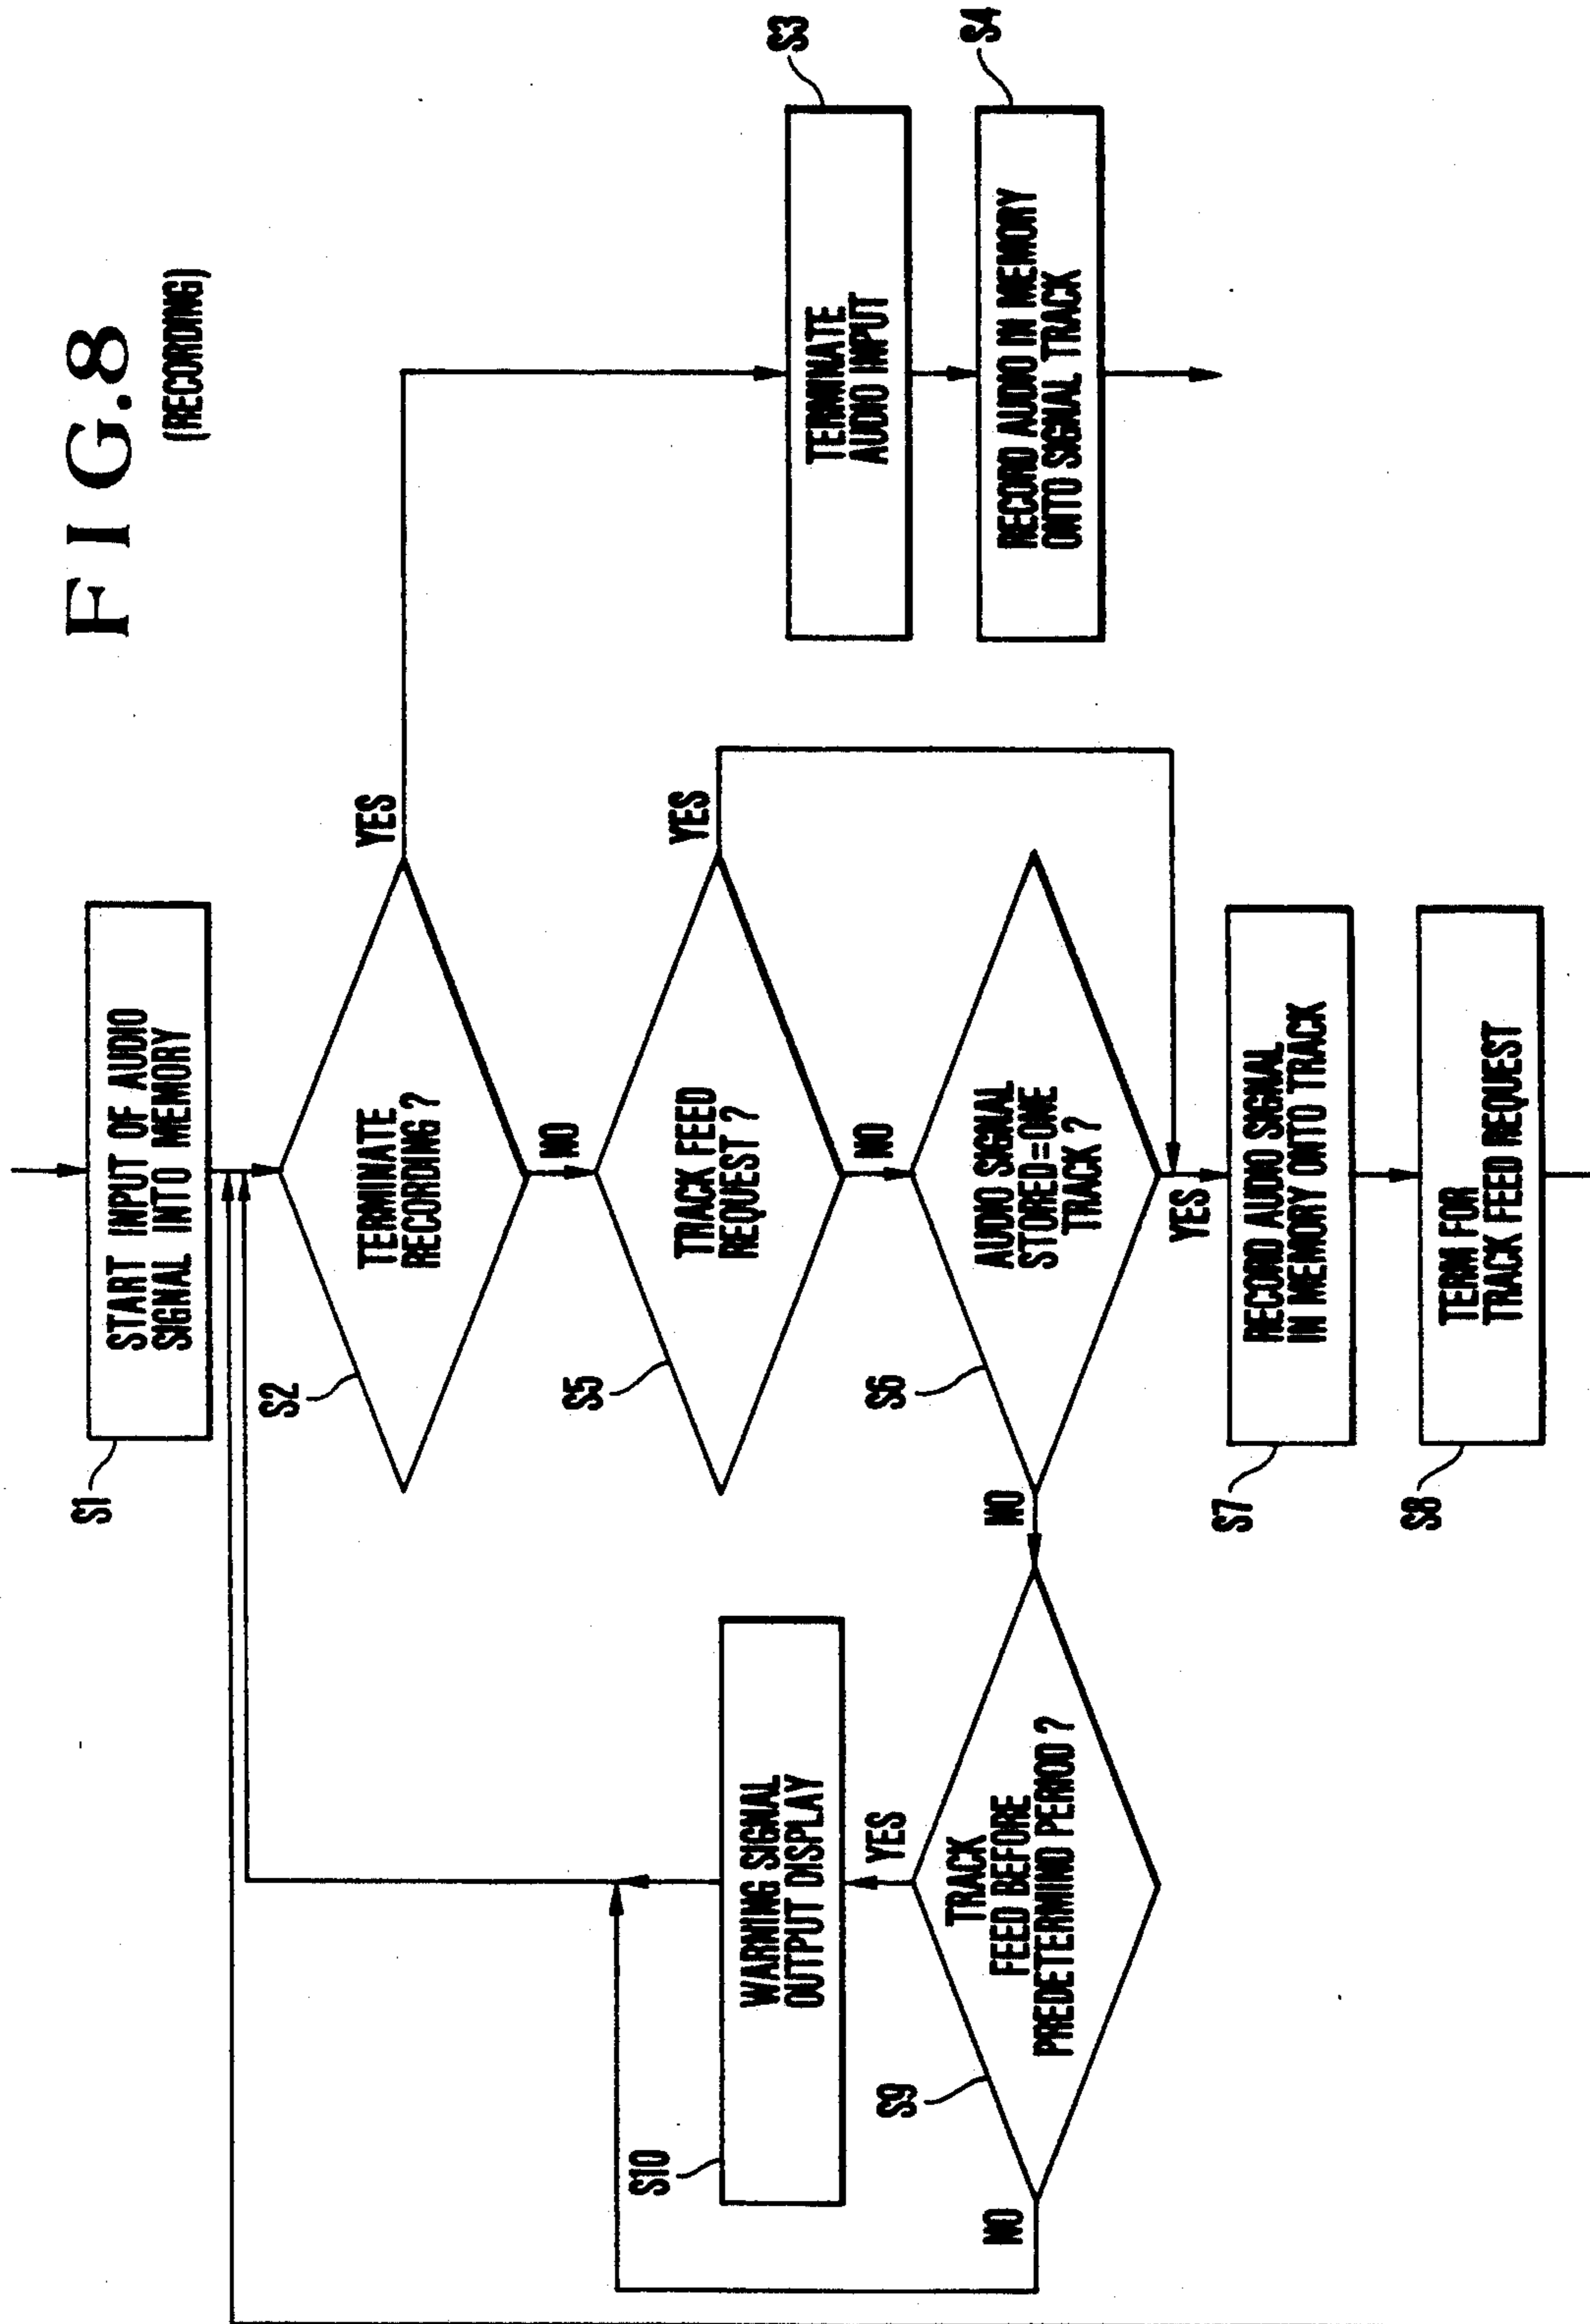 FIG.8
(RECORDING)
S1
START INPUT OF AUDIO
SIGNAL INTO MEMORY
S2
TERMINATE
RECORDING ?
YES
NO
S3
TERMINATE
AUDIO INPUT
S4
RECORD AUDIO IN MEMORY
ONTO SIGNAL TRACK
S5
TRACK FEED
REQUEST ?
YES
NO
S6
AUDIO SIGNAL
STORED=ONE
TRACK ?
NO
YES
S7
RECORD AUDIO SIGNAL
IN MEMORY ONTO TRACK
S8
TERM FOR
TRACK FEED REQUEST
S9
TRACK
FEED BEFORE
PREDETERMIND PERIOD ?
YES
NO
S10
WARNING SIGNAL
OUTPUT DISPLAY